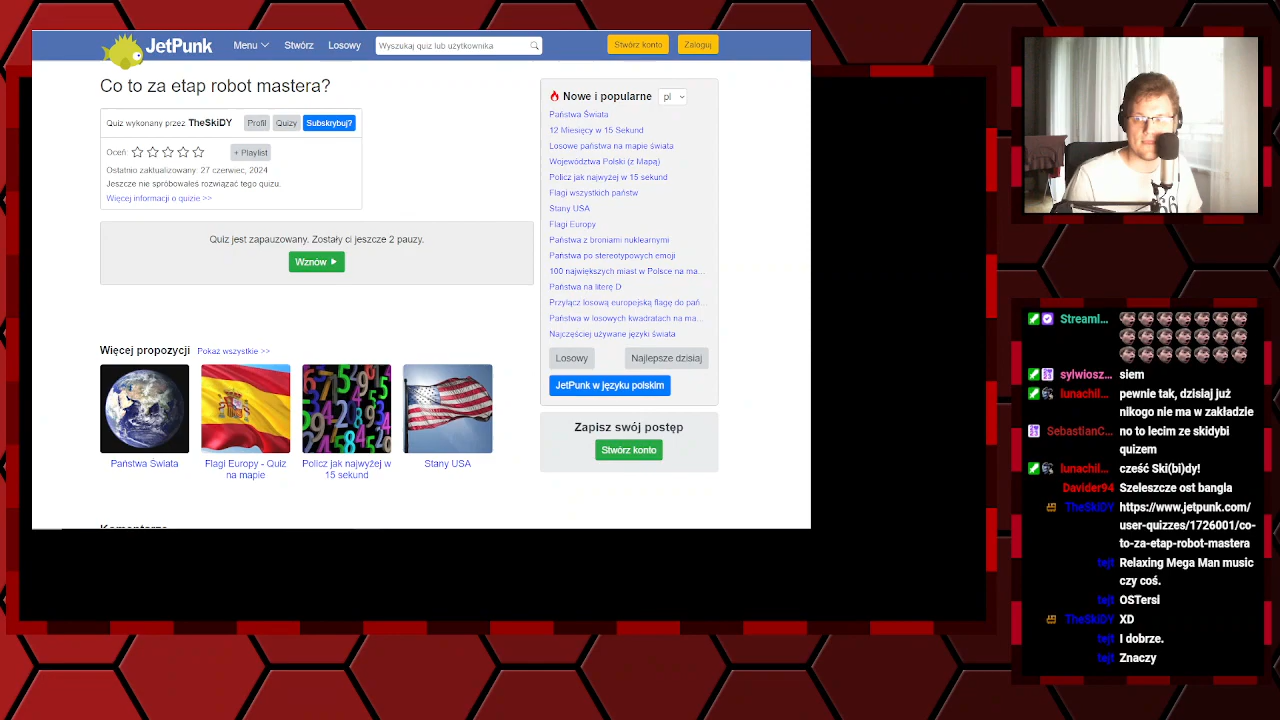 JetPunk
Menu
Stwórz
Losowy
Wyszukaj quiz lub użytkownika
Stwórz konto
Zaloguj
Co to za etap robot mastera?
Quiz wykonany przez TheSkiDY
Profil
Quizy
Subskrybuj?
Oceń
+ Playlist
Ostatnio zaktualizowany 27 czerwiec, 2024
Jeszcze nie spróbowałeś rozwiązać tego quizu.
Więcej informacji o quizie >>
Quiz jest zapauzowany. Zostały ci jeszcze 2 pauzy.
Wznów
Więcej propozycji
Pokaż wszystkie >>
Państwa Świata
Flagi Europy - Quiz
na mapie
Policz jak najwyżej w
15 sekund
Stany USA
Nowe i popularne
pl
Państwa Świata
12 Miesięcy w 15 Sekund
Losowe państwa na mapie świata
Województwa Polski (z Mapą)
Policz jak najwyżej w 15 sekund
Flagi wszystkich państw
Stany USA
Flagi Europy
Państwa z broniami nuklearnymi
Państwa po stereotypowych emoji
100 największych miast w Polsce na ma...
Państwa na literę D
Przyłącz losową europejską flagę do pań...
Państwa w losowych kwadratach na ma...
Najczęściej używane języki świata
Losowy
Najlepsze dzisiaj
JetPunk w języku polskim
Zapisz swój postęp
Stwórz konto
Streaml...
sylwiosz... siem
lunachil... pewnie tak, dzisiaj już
nikogo nie ma w zakładzie
SebastianC... no to lecim ze skidybi
quizem
lunachil... cześć Ski(bi)dy!
Davider94 Szeleszcze ost bangla
TheSkiDY https://www.jetpunk.com/
user-quizzes/1726001/co-
to-za-etap-robot-mastera
tejt Relaxing Mega Man music
czy coś.
tejt OSTersi
TheSkiDY XD
tejt I dobrze.
tejt Znaczy